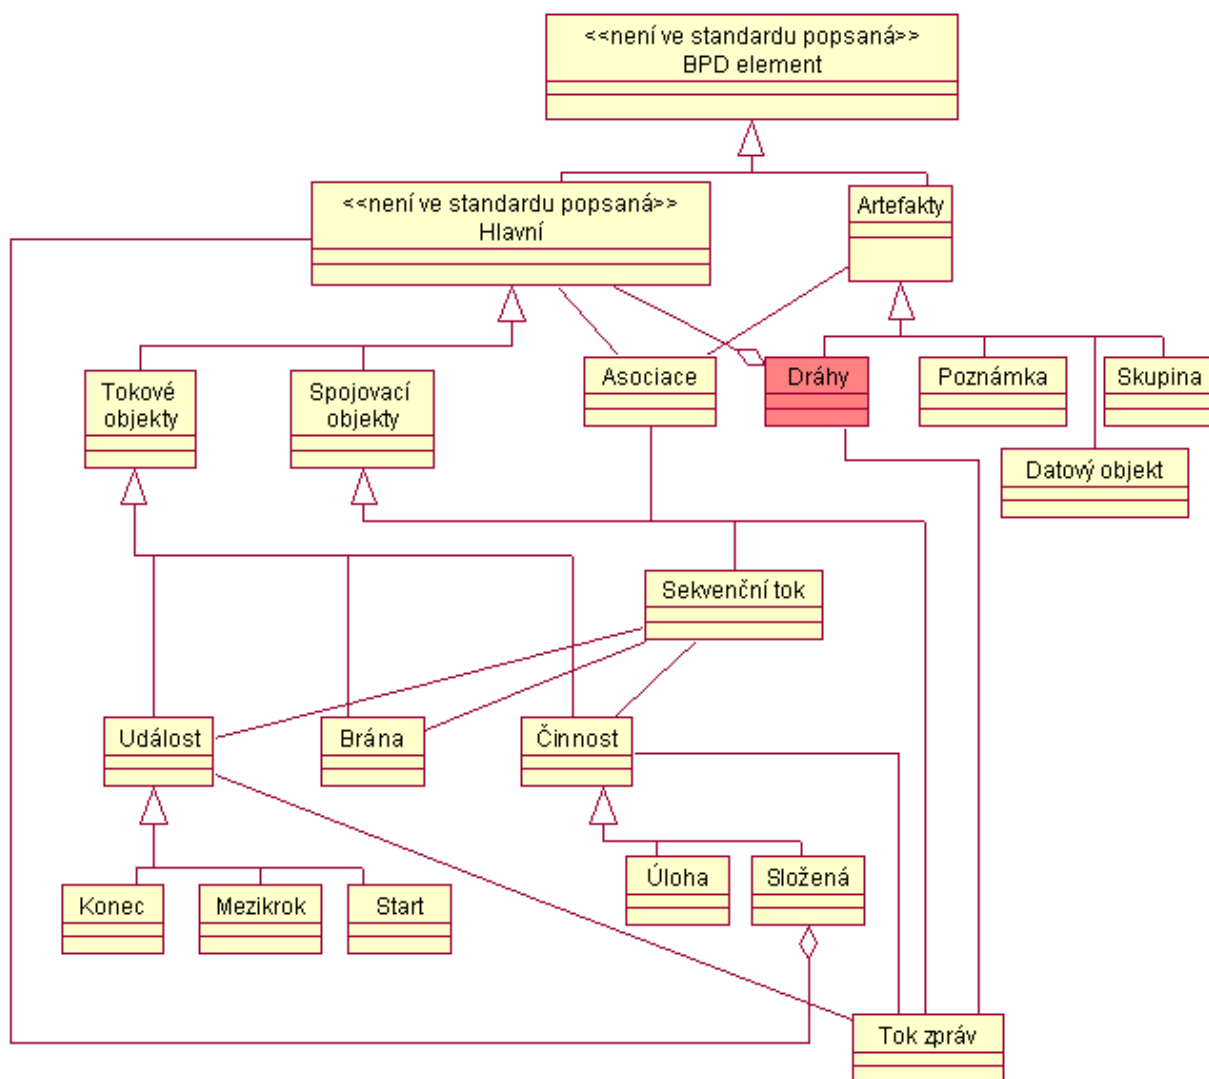 <<není ve standardu popsaná>>
BPD element
<<není ve standardu popsaná>>
Hlavní
Artefakty
Tokové
objekty
Spojovací
objekty
Asociace
Dráhy
Poznámka
Skupina
Datový objekt
Sekvenční tok
Událost
Brána
Činnost
Úloha
Složená
Konec
Mezikrok
Start
Tok zpráv